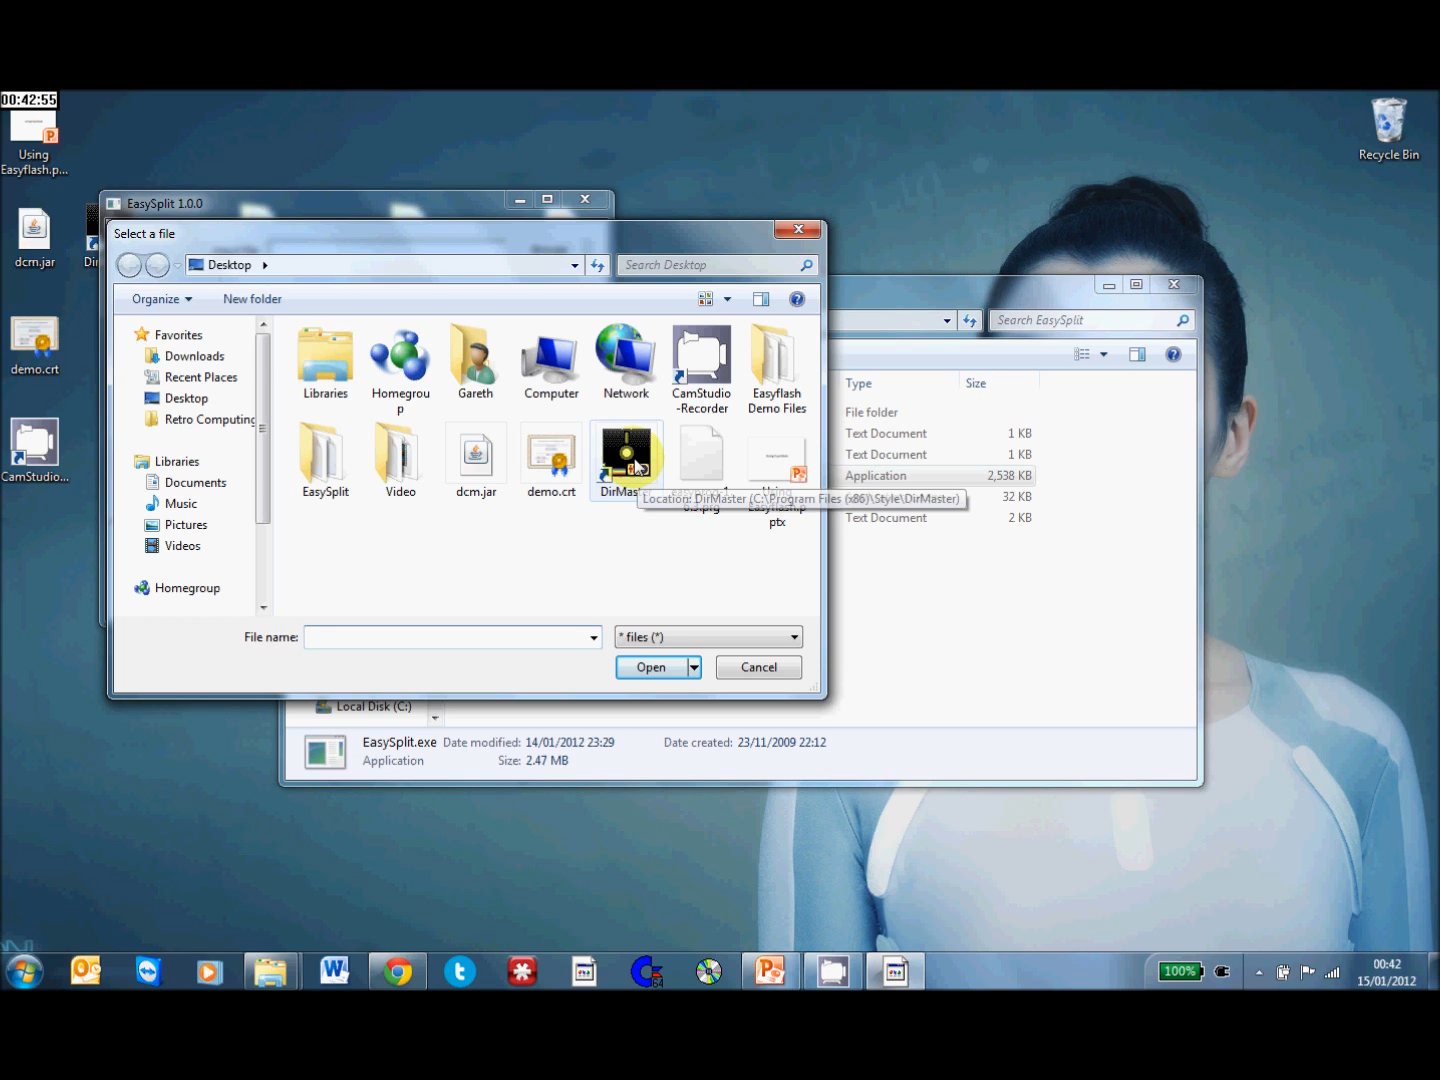 00:42:55
Using
Easyflash.p...
Recycle Bin
dcm.jar
demo.crt
CamStudio...
EasySplit 1.0.0
Select a file
Desktop
Search Desktop
Organize
New folder
Favorites
Downloads
Recent Places
Desktop
Retro Computing
Libraries
Documents
Music
Pictures
Videos
Homegroup
Libraries
Homegrou
p
Gareth
Computer
Network
CamStudio
-Recorder
Easyflash
Demo Files
EasySplit
Video
dcm.jar
demo.crt
DirMaster
Location: DirMaster (C:\Program Files (x86)\Style\DirMaster)
Using
Easyflash.p
ptx
File name:
* files (*)
Open
Cancel
Search EasySplit
Type
Size
File folder
Text Document 1 KB
Text Document 1 KB
Application 2,538 KB
32 KB
Text Document 2 KB
Local Disk (C:)
EasySplit.exe Date modified: 14/01/2012 23:29 Date created: 23/11/2009 22:12
Application Size: 2.47 MB
100%
00:42
15/01/2012